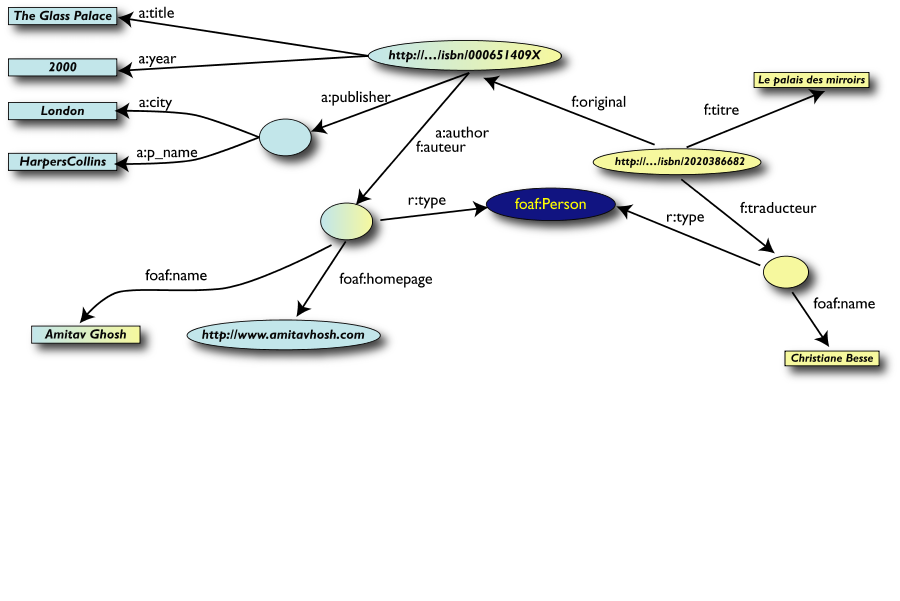 The Glass Palace
a:title
http://.../isbn/000651409X
2000
a:year
Le palais des mirroirs
a:city
London
a:publisher
f:original
f:titre
a:author
f:auteur
HarpersCollins
a:p_name
http://.../isbn/2020386682
r:type
foaf:Person
r:type
f:traducteur
foaf:name
foaf:homepage
foaf:name
Amitav Ghosh
http://www.amitavhosh.com
Christiane Besse